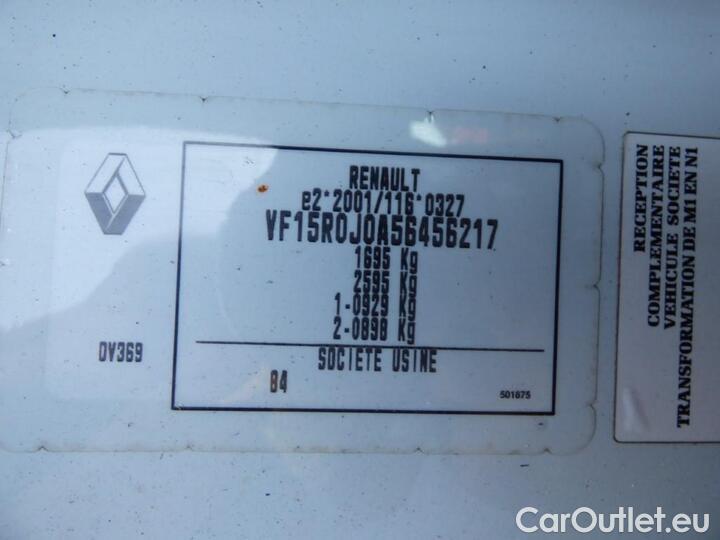 RENAULT
e2*2001/116*0327
VF15R0J0A56456217
1695 Kg
2595 Kg
1-0929 Kg
2-0898 Kg
DV369
SOCIETE USINE
84
501875
RECEPTION
COMPLEMENTAIRE
VEHICULE SOCIETE
TRANSFORMATION DE M1 EN N1
CarOutlet.eu